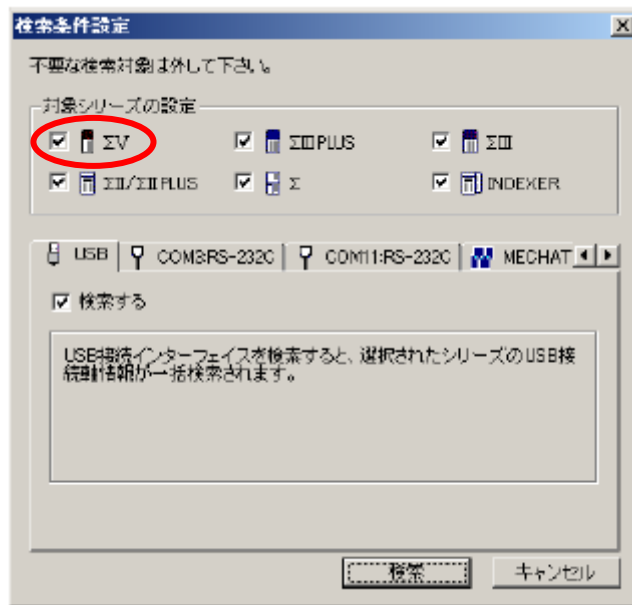 検索条件設定
不要な検索対象は外して下さい。
対象シリーズの設定
ΣV ΣIII PLUS ΣIII
ΣII/ΣII PLUS Σ INDEXER
USB COM3:RS-232C COM11:RS-232C MECHAT
検索する
USB接続インターフェイスを検索すると、選択されたシリーズのUSB接
続軸情報が一括検索されます。
検索 キャンセル